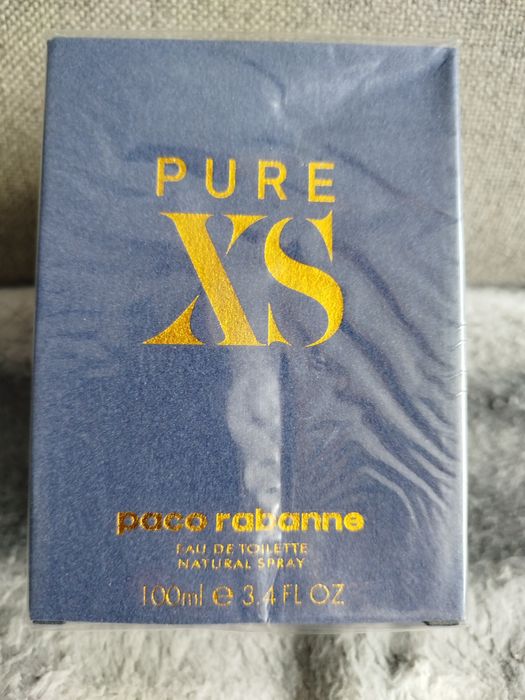 PURE
XS
paco rabanne
EAU DE TOILETTE
NATURAL SPRAY
100ml e 3.4 FL OZ